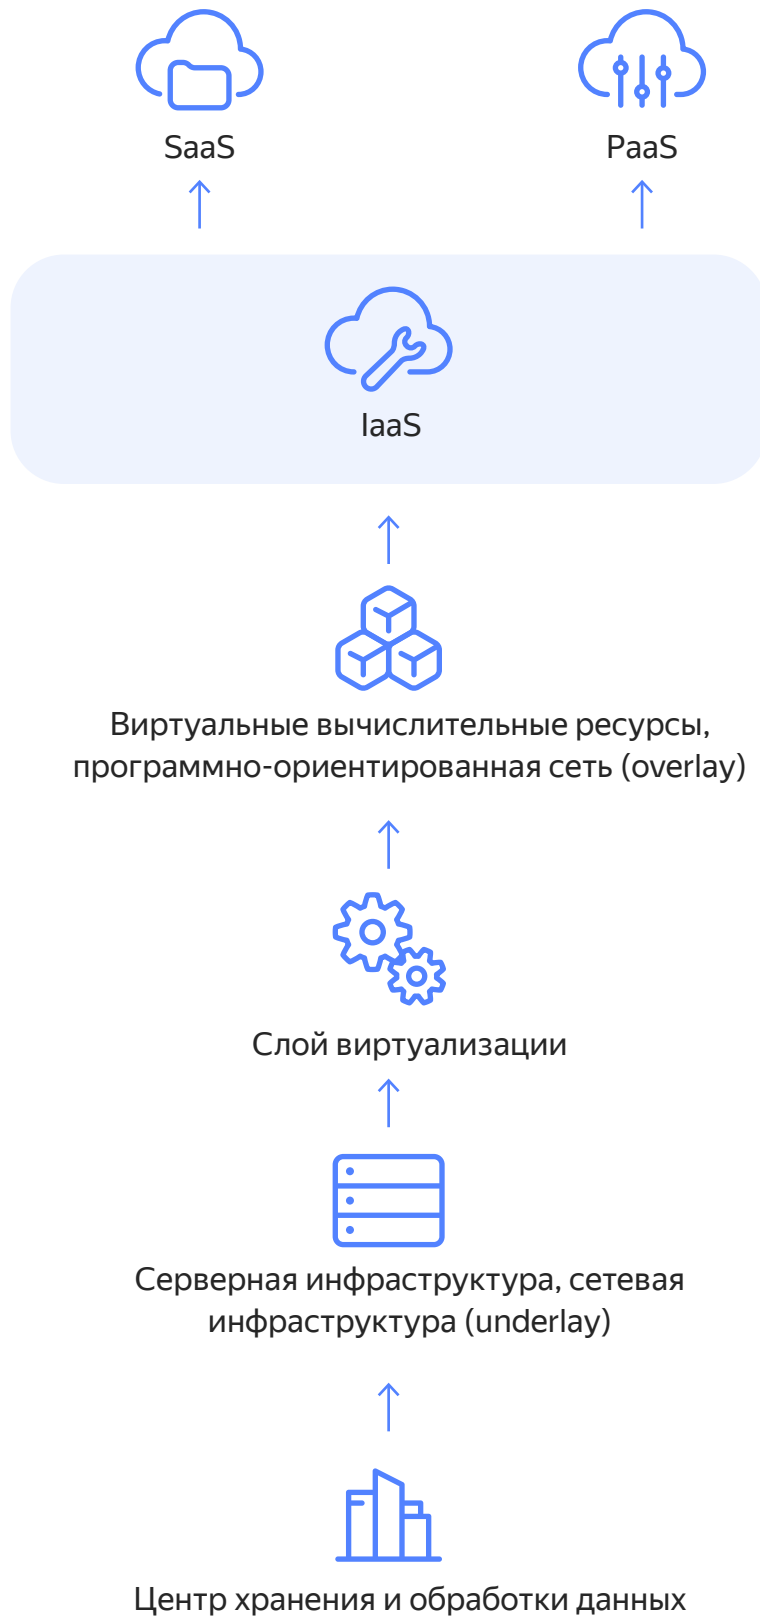 SaaS
PaaS
IaaS
Виртуальные вычислительные ресурсы,
программно-ориентированная сеть (overlay)
Слой виртуализации
Серверная инфраструктура, сетевая
инфраструктура (underlay)
Центр хранения и обработки данных